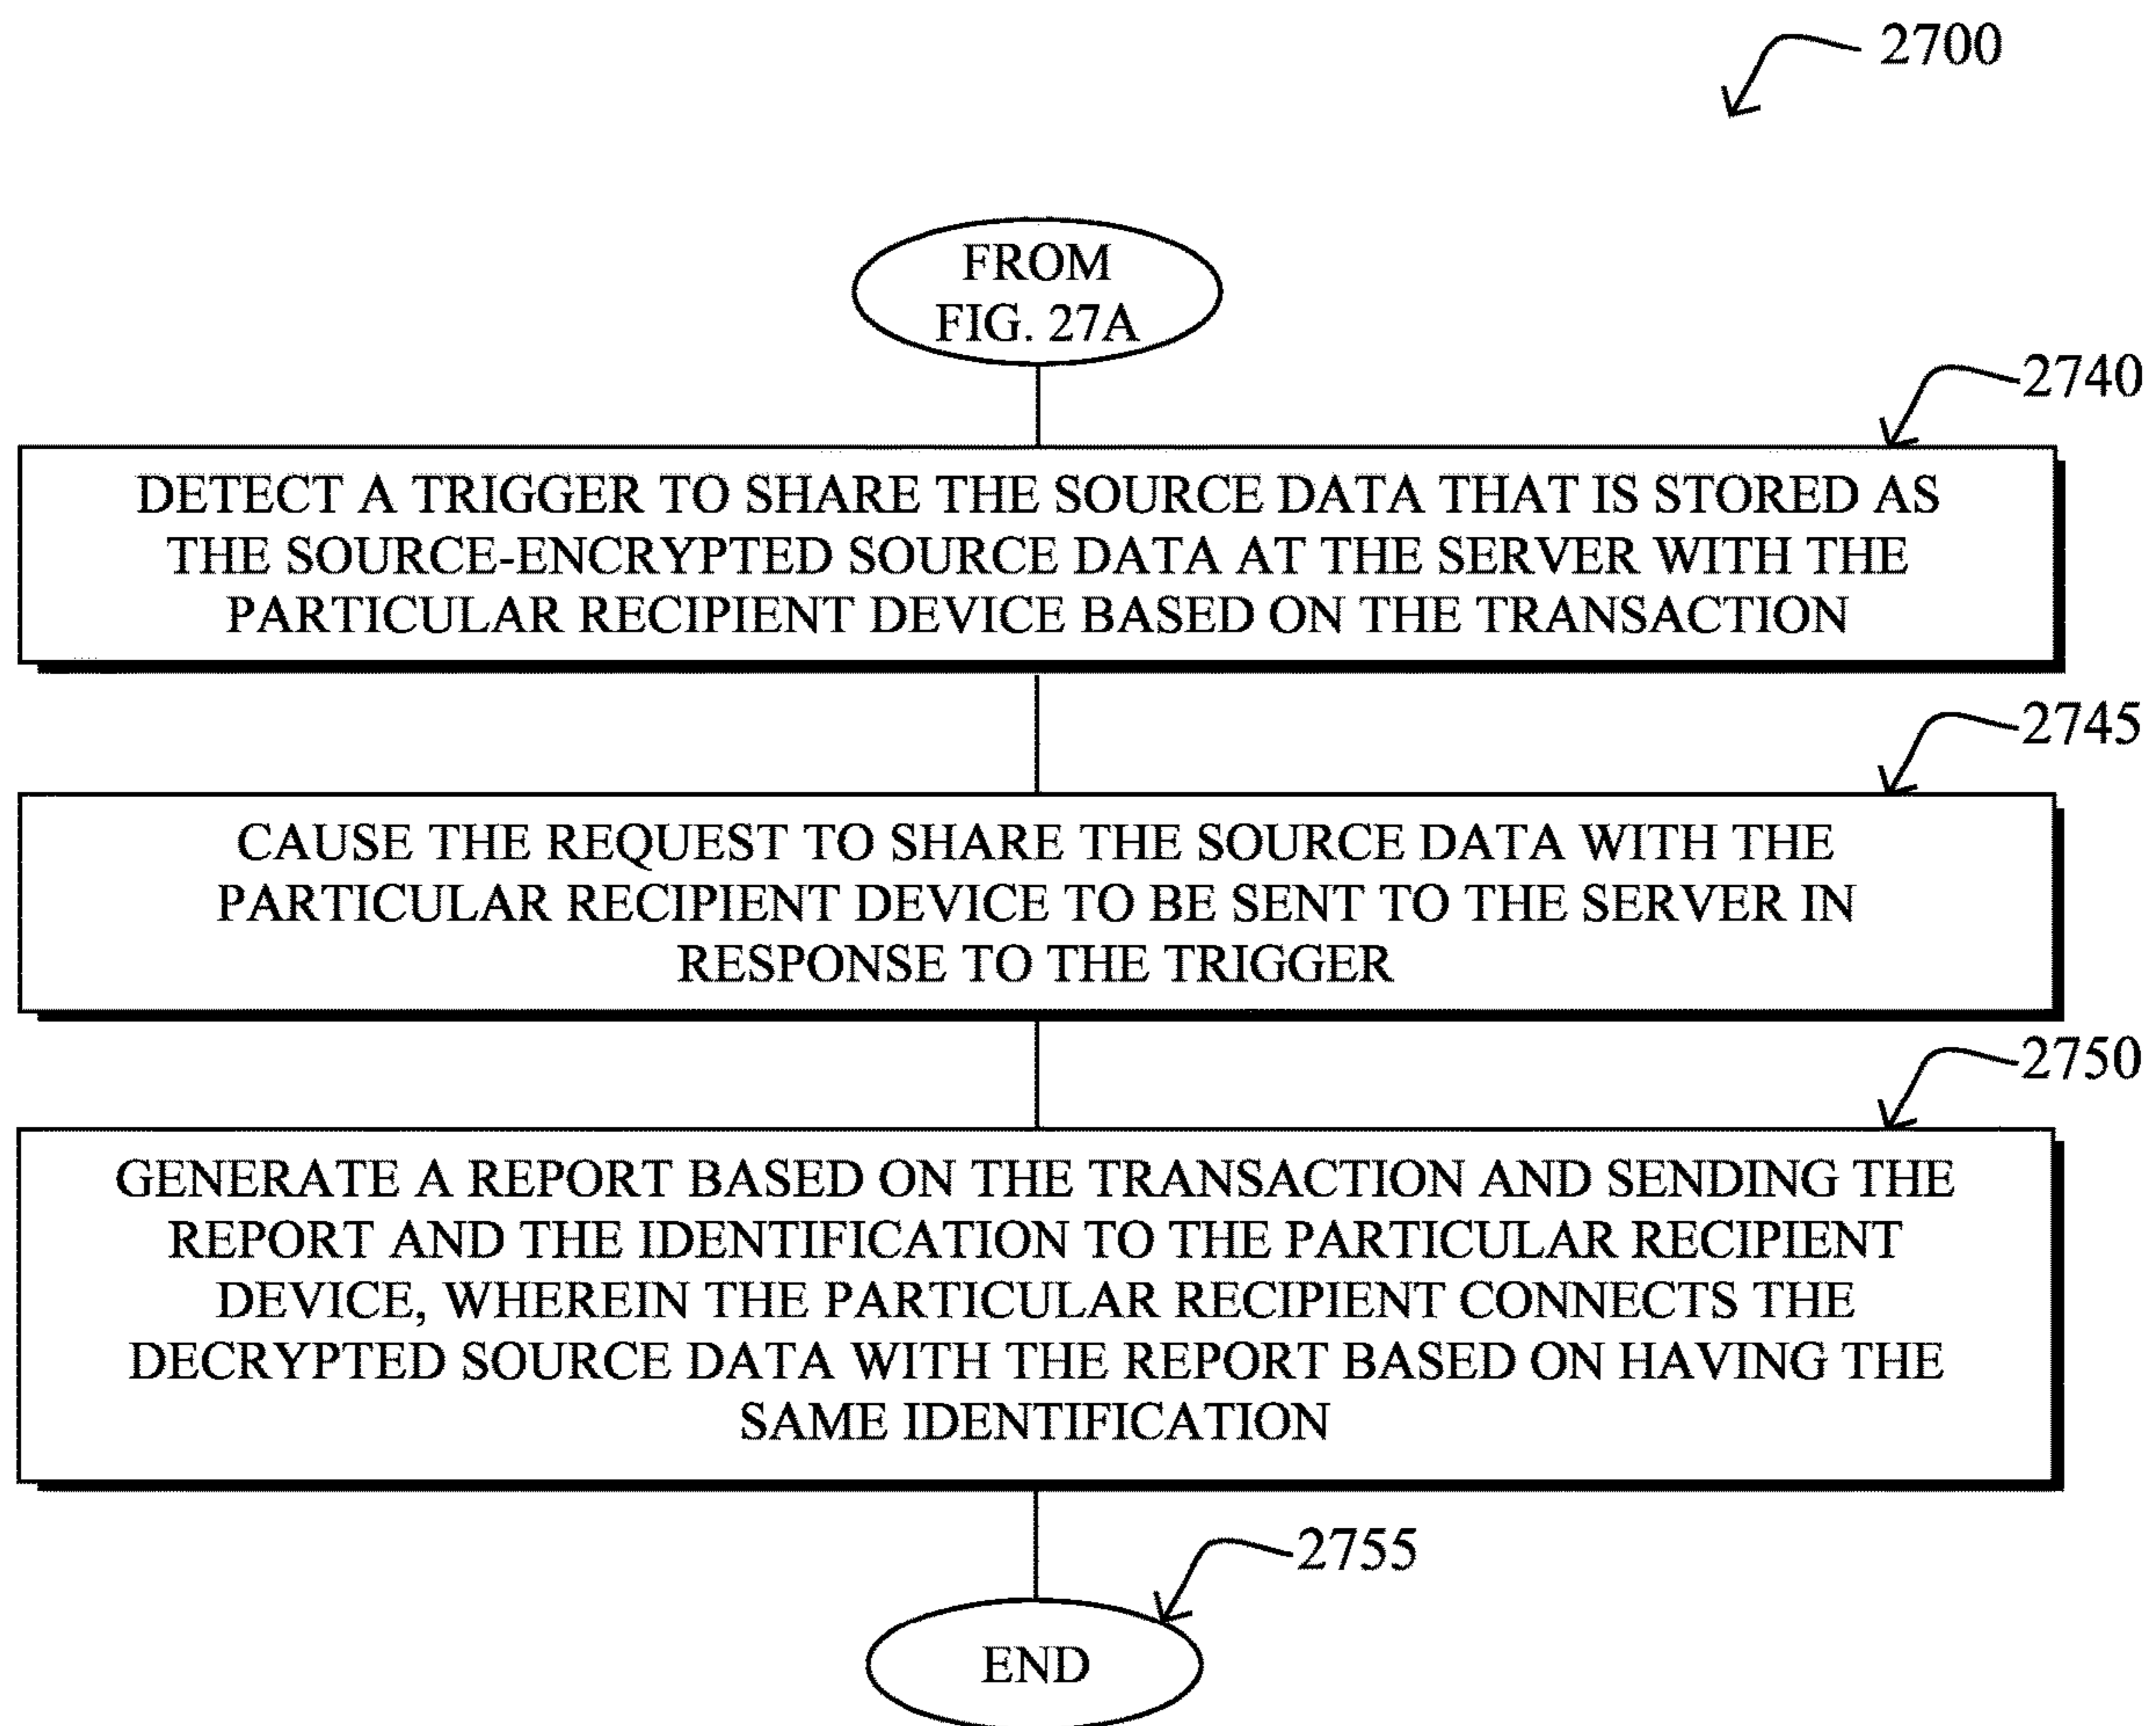 2700
FROM
FIG. 27A
2740
DETECT A TRIGGER TO SHARE THE SOURCE DATA THAT IS STORED AS
THE SOURCE-ENCRYPTED SOURCE DATA AT THE SERVER WITH THE
PARTICULAR RECIPIENT DEVICE BASED ON THE TRANSACTION
2745
CAUSE THE REQUEST TO SHARE THE SOURCE DATA WITH THE
PARTICULAR RECIPIENT DEVICE TO BE SENT TO THE SERVER IN
RESPONSE TO THE TRIGGER
2750
GENERATE A REPORT BASED ON THE TRANSACTION AND SENDING THE
REPORT AND THE IDENTIFICATION TO THE PARTICULAR RECIPIENT
DEVICE, WHEREIN THE PARTICULAR RECIPIENT CONNECTS THE
DECRYPTED SOURCE DATA WITH THE REPORT BASED ON HAVING THE
SAME IDENTIFICATION
2755
END